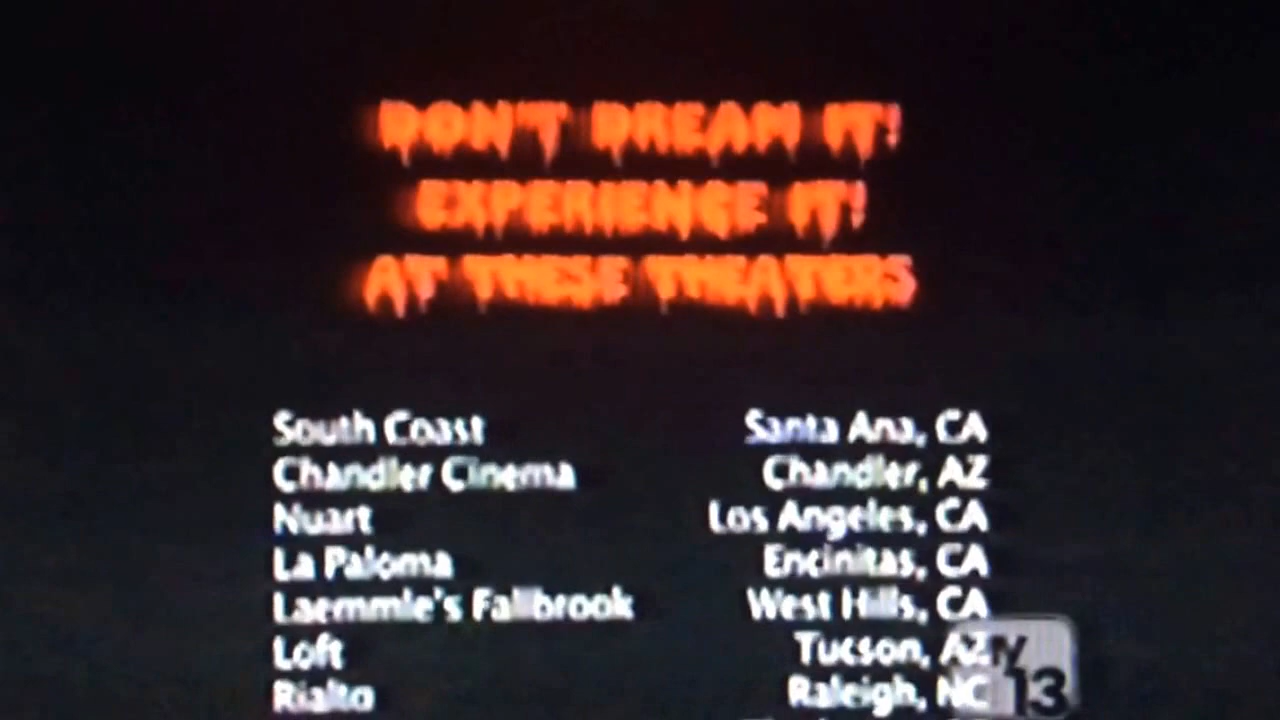 DON'T DREAM IT!
EXPERIENCE IT!
AT THESE THEATERS
South Coast Santa Ana, CA
Chandler Cinema Chandler, AZ
Nuart Los Angeles, CA
La Paloma Encinitas, CA
Laemmle's Fallbrook West Hills, CA
Loft Tucson, AZ
Rialto Raleigh, NC
13